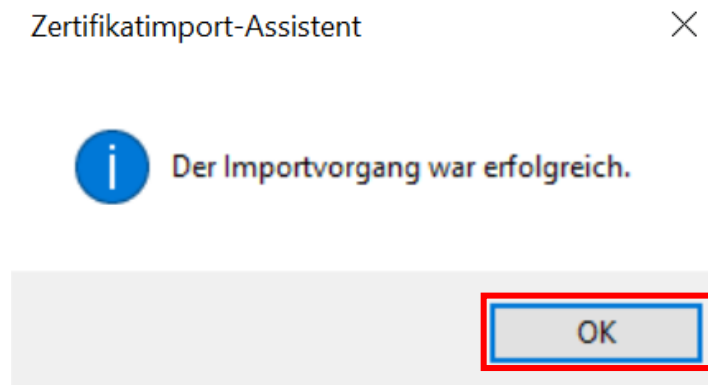 Zertifikatimport-Assistent
Der Importvorgang war erfolgreich.
OK